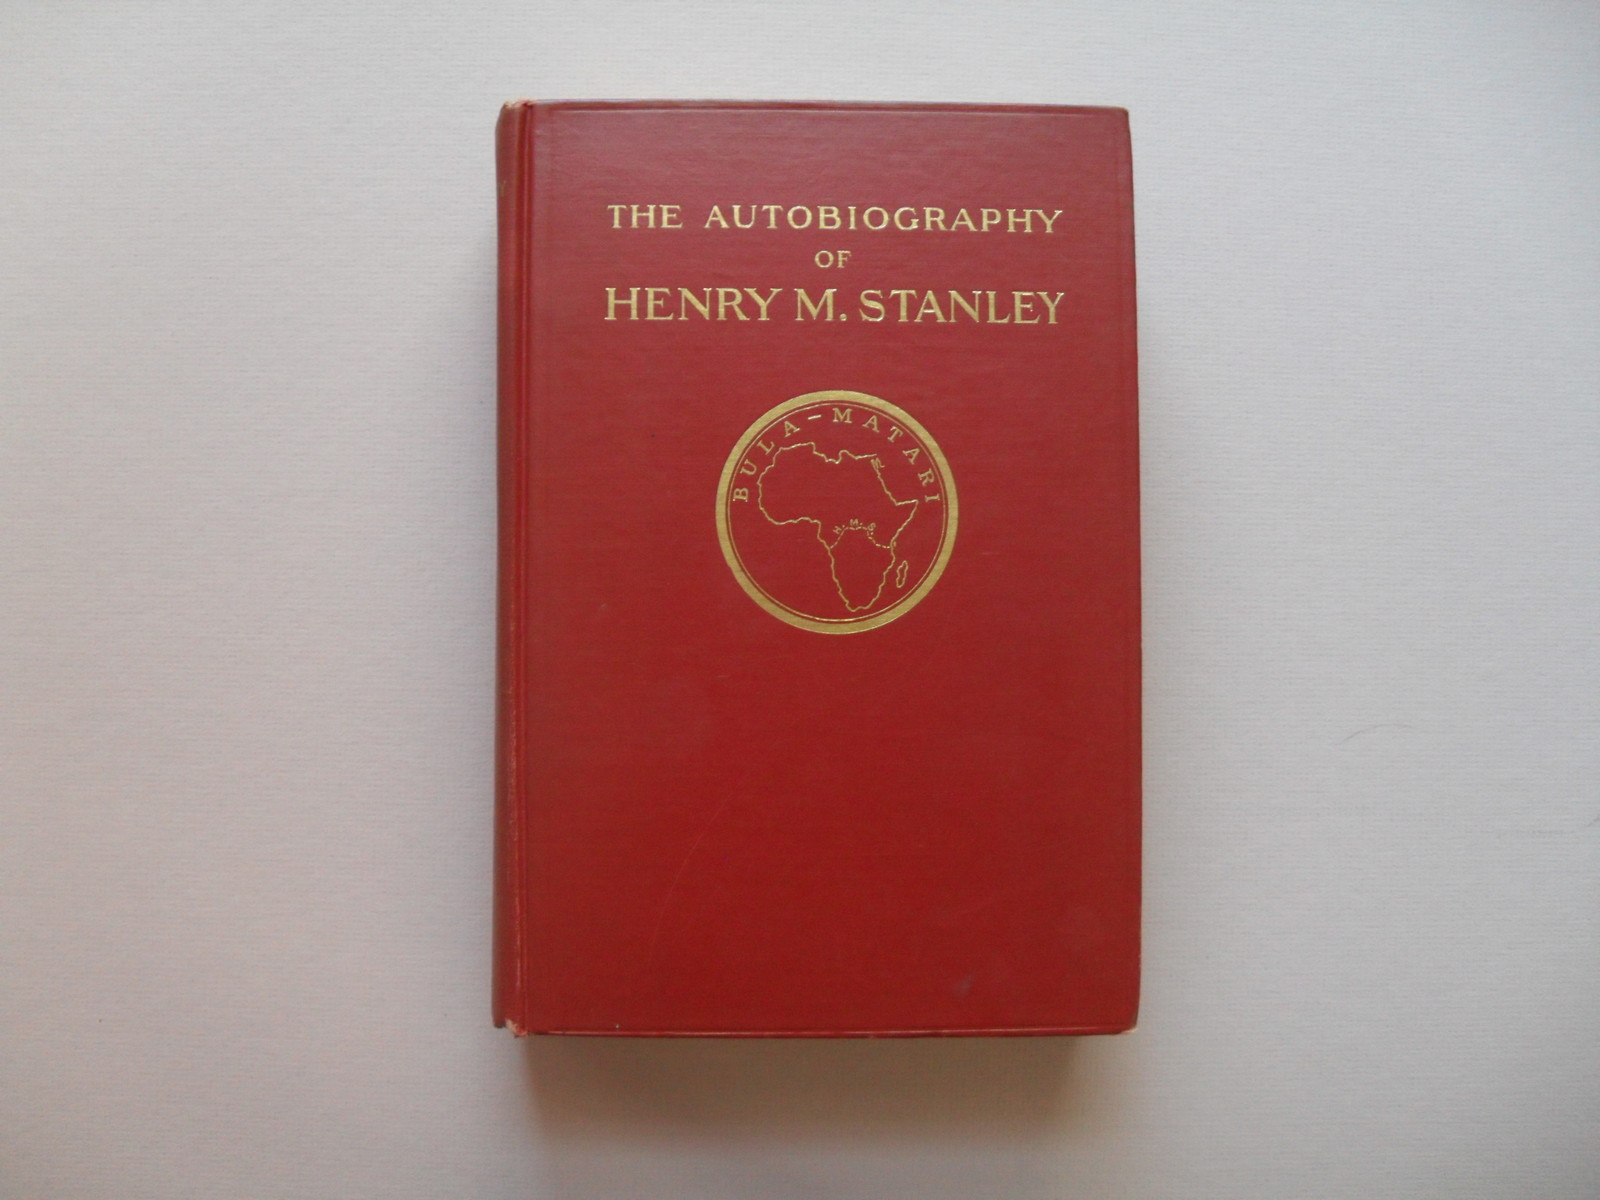 THE AUTOBIOGRAPHY
OF
HENRY M. STANLEY
BULA-MATARI
H.M.S.